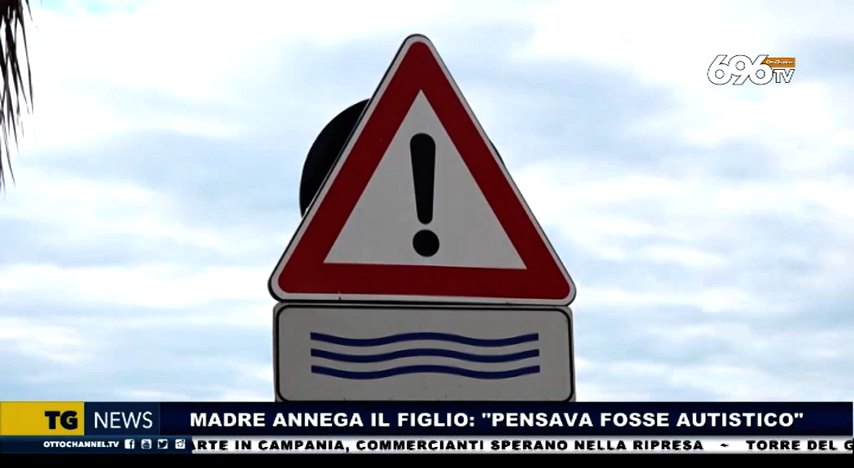 696
OttoChannel
TV
TG NEWS MADRE ANNEGA IL FIGLIO: "PENSAVA FOSSE AUTISTICO"
OTTOCHANNEL.TV ARTE IN CAMPANIA, COMMERCIANTI SPERANO NELLA RIPRESA ~ TORRE DEL G